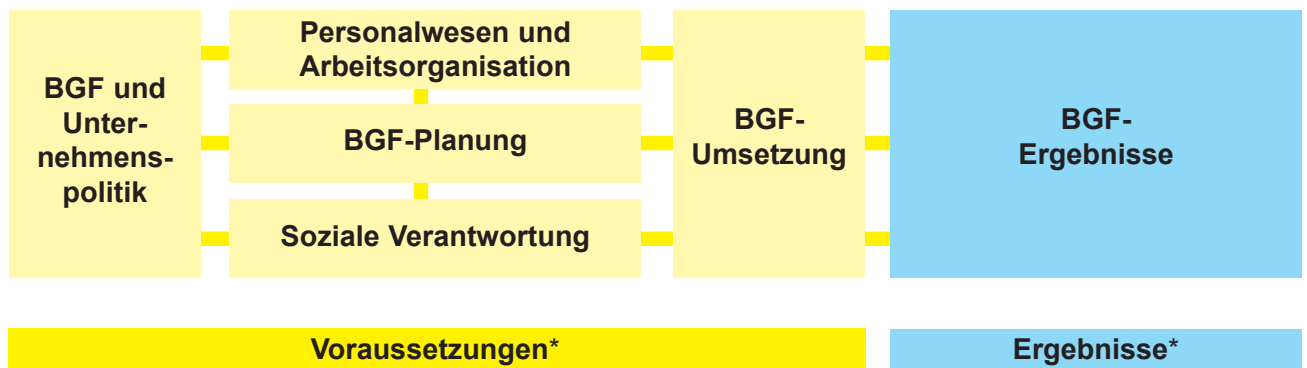 BGF und
Unter-
nehmens-
politik
Personalwesen und
Arbeitsorganisation
BGF-Planung
Soziale Verantwortung
BGF-
Umsetzung
BGF-
Ergebnisse
Voraussetzungen*
Ergebnisse*